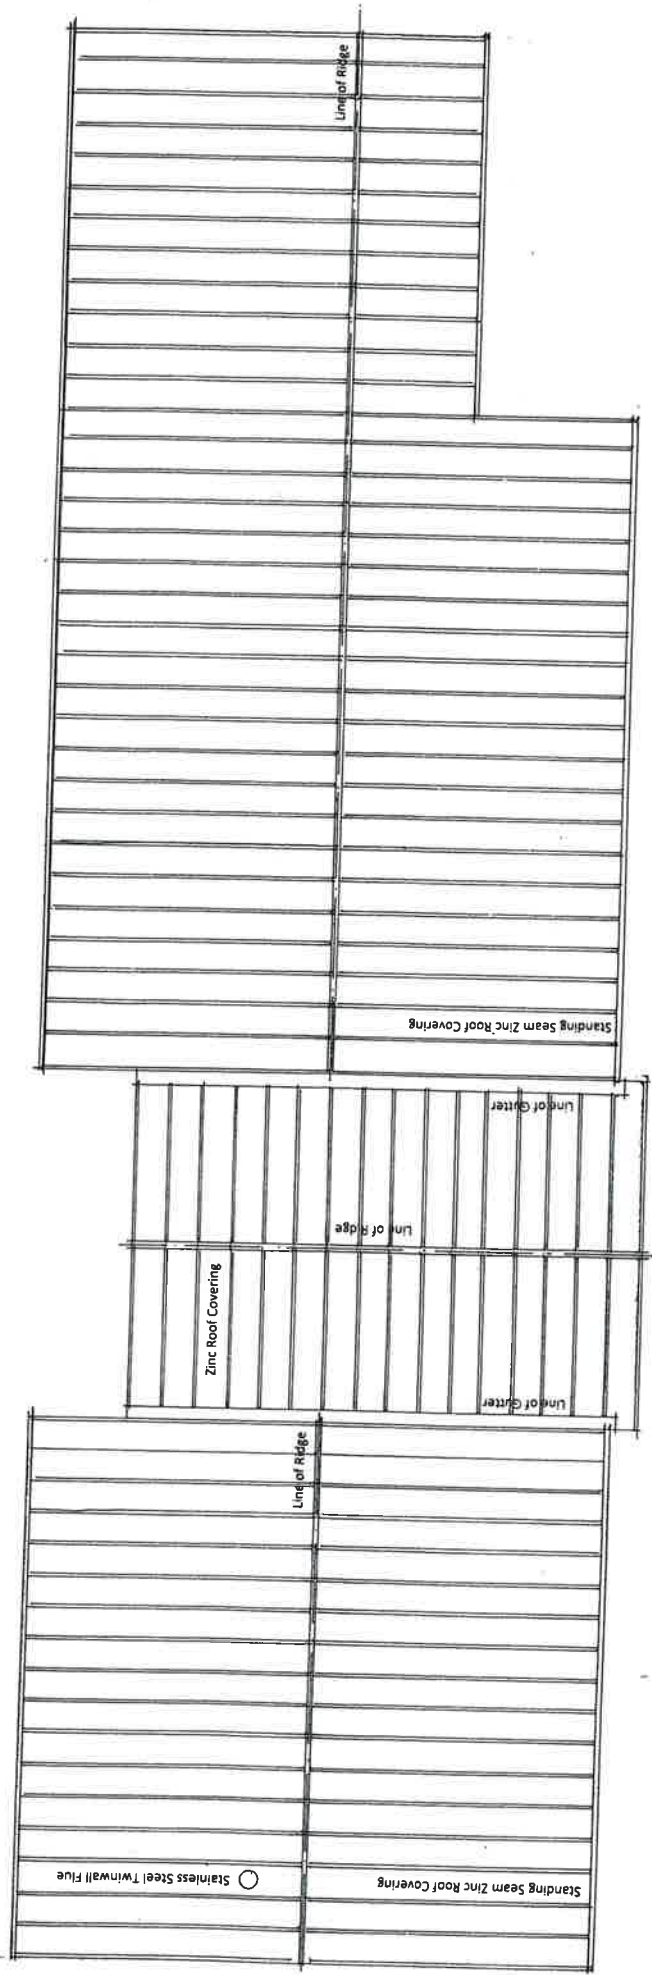 Line of Ridge
Standing Seam Zinc Roof Covering
Line of Gutter
Line of Ridge
Zinc Roof Covering
Line of Gutter
Line of Ridge
Stainless Steel Twinwall Flue
Standing Seam Zinc Roof Covering